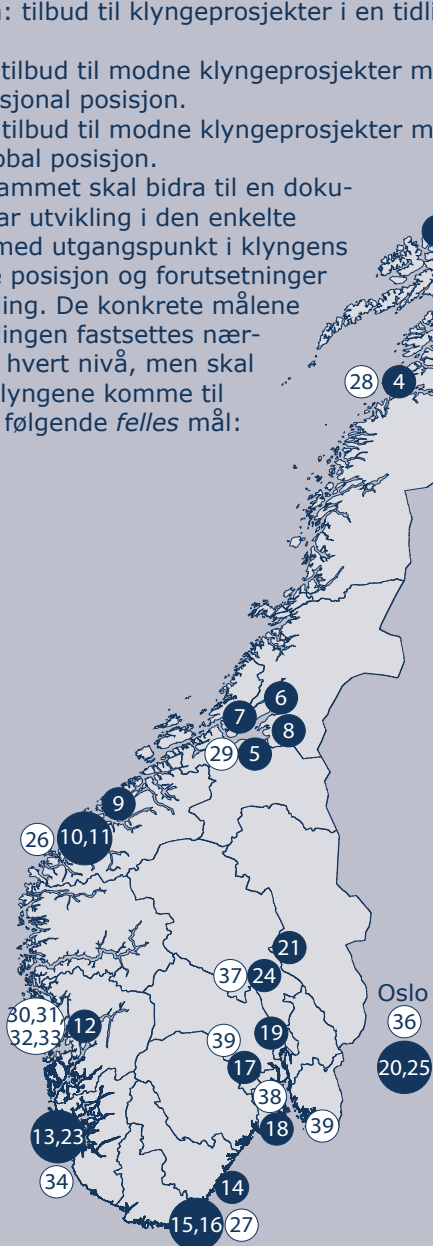 : tilbud til klyngeprosjekter i en tidli
tilbud til modne klyngeprosjekter m
sjonal posisjon.
tilbud til modne klyngeprosjekter m
obal posisjon.
ammet skal bidra til en doku-
ar utvikling i den enkelte
med utgangspunkt i klyngens
e posisjon og forutsetninger
ing. De konkrete målene
ingen fastsettes nær-
hvert nivå, men skal
klyngene komme til
følgende felles mål:
28 4
6
7
8
29 5
9
26 10,11
21
37 24
Oslo
30,31,
32,33
12
36
39
19
17
20,25
38
13,23
18
39
34
14
15,16 27